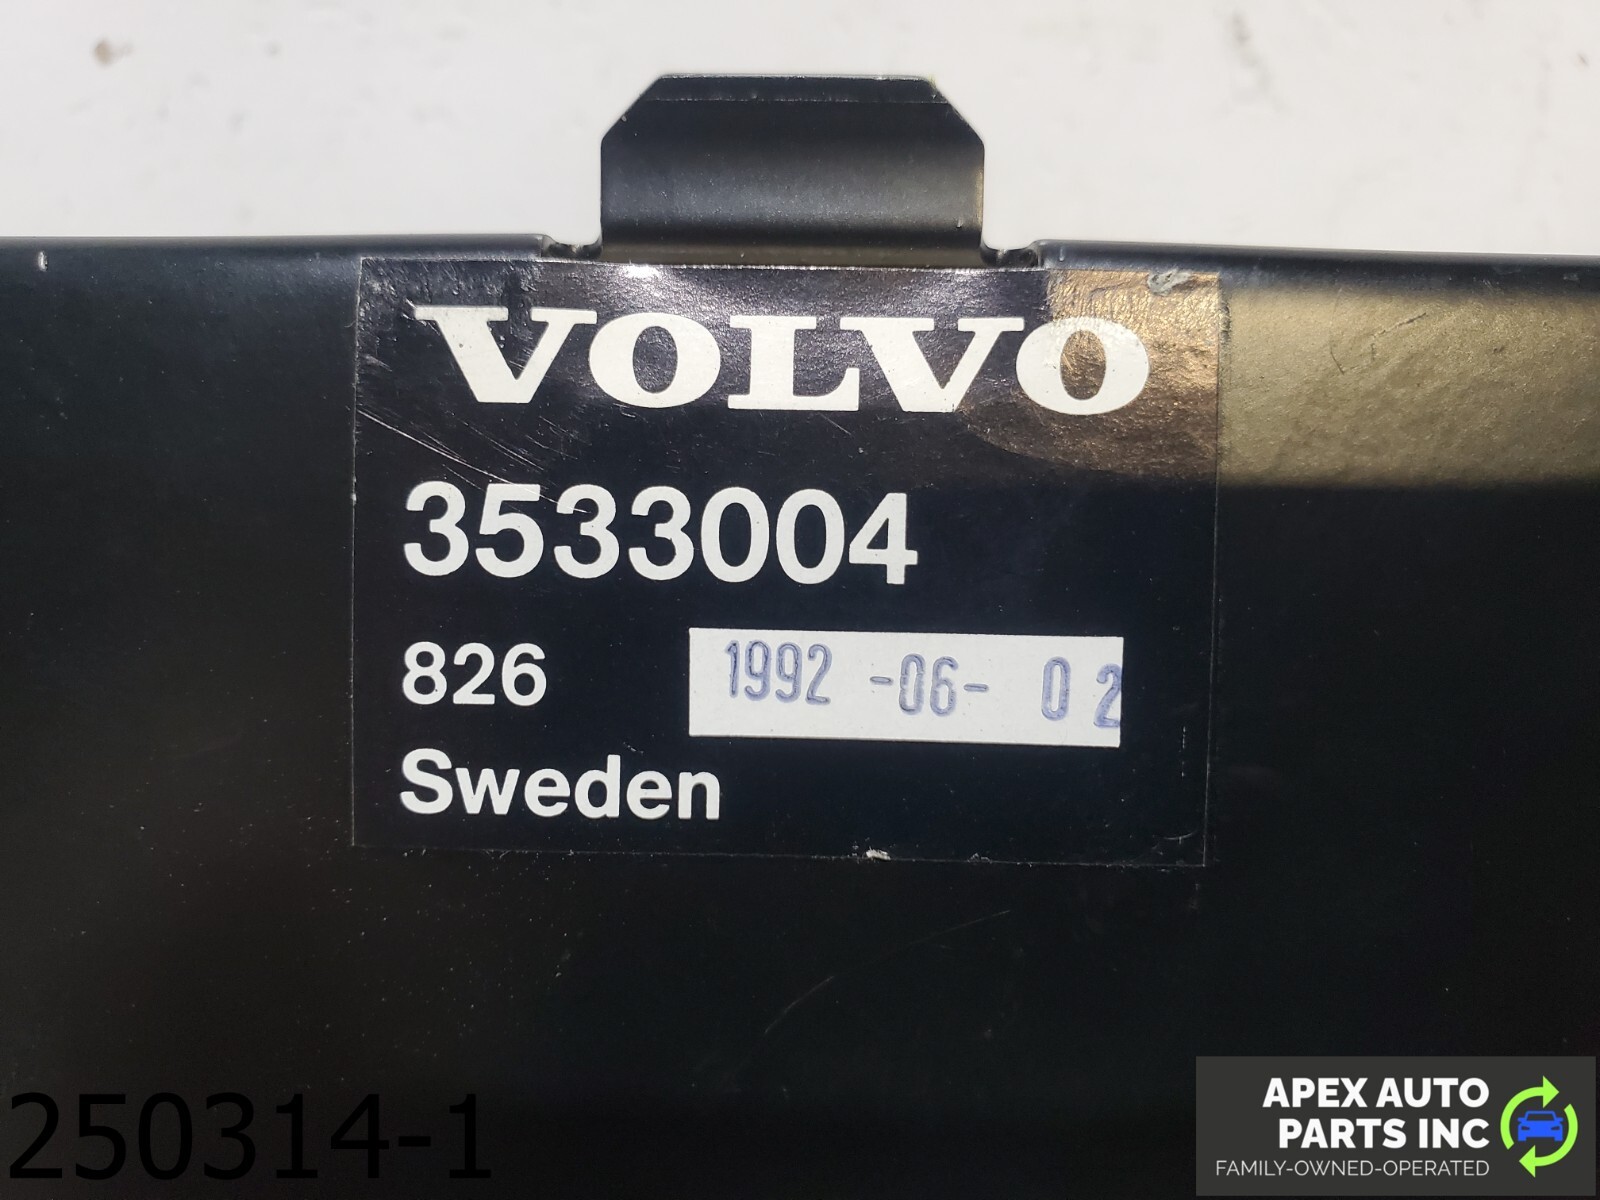 VOLVO
3533004
826 1992 -06- 02
Sweden
250314-1
APEX AUTO
PARTS INC
FAMILY-OWNED-OPERATED